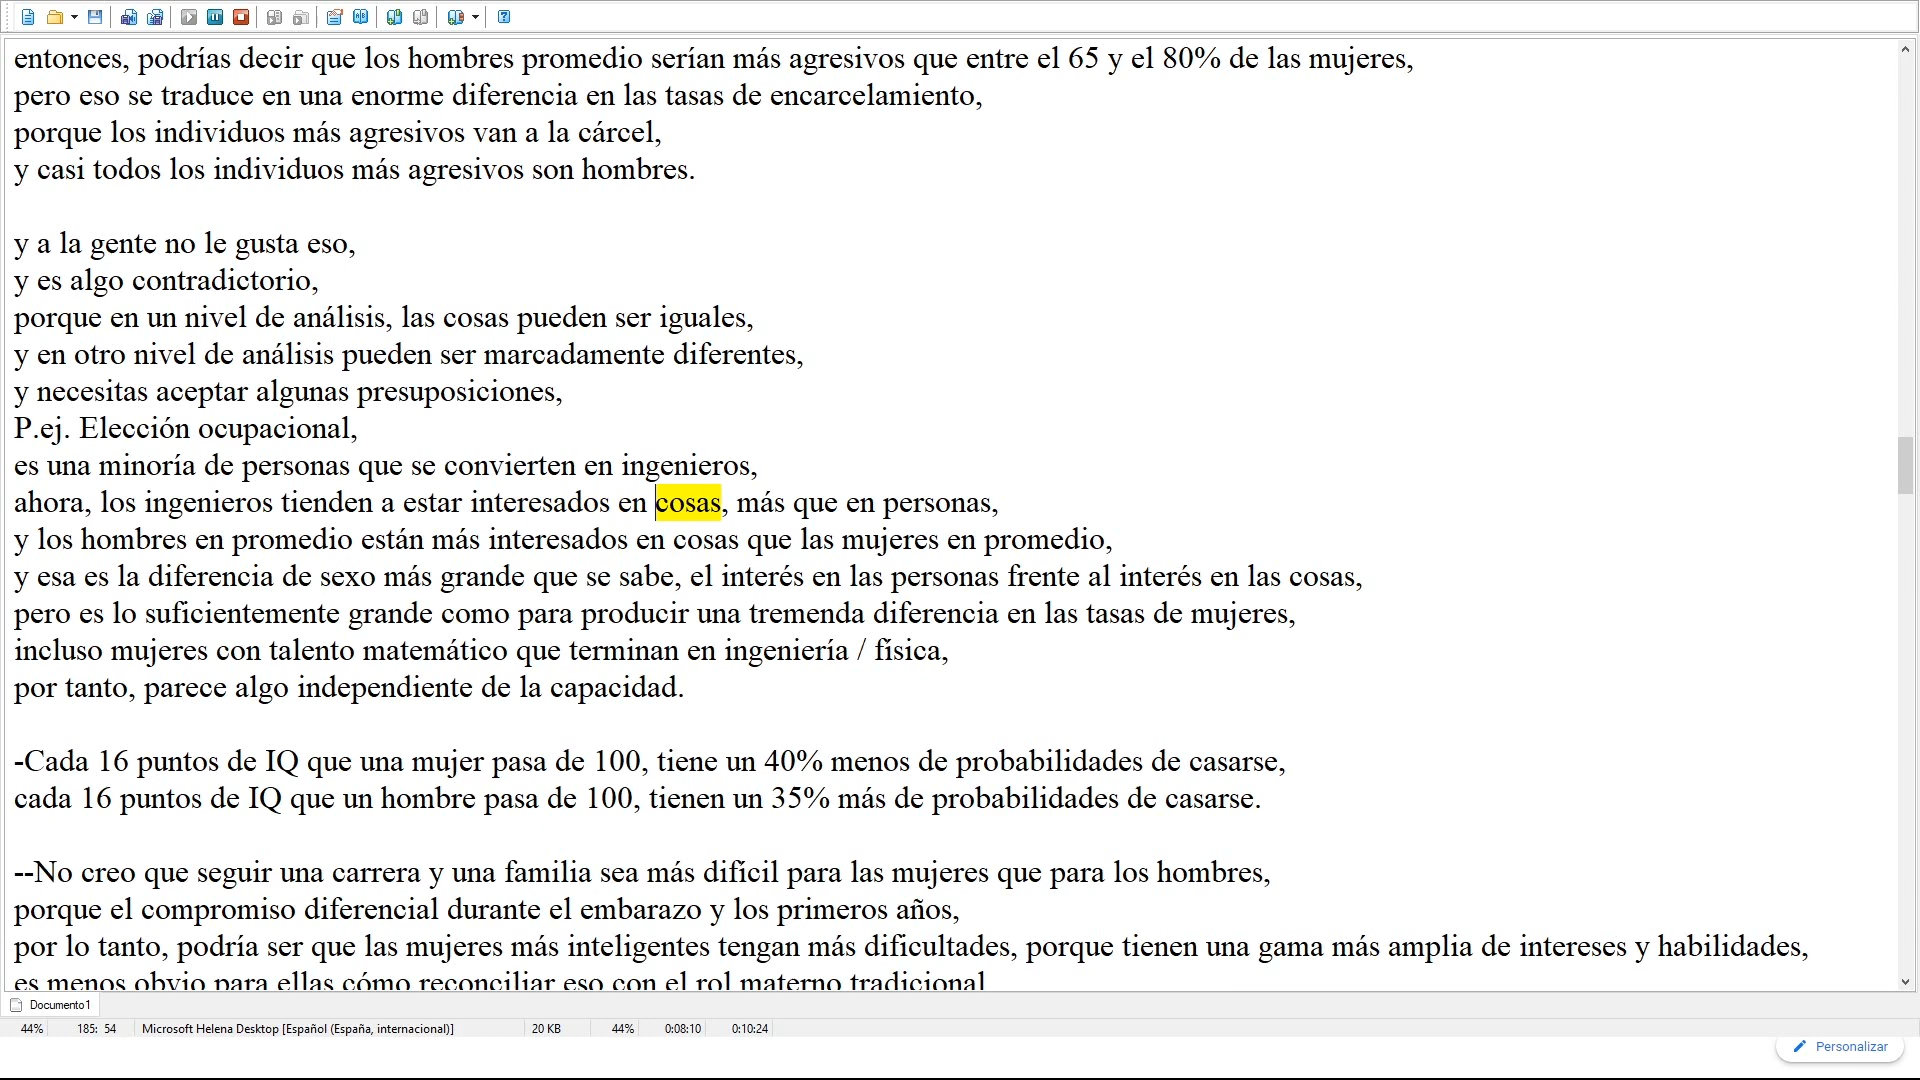 entonces, podrías decir que los hombres promedio serían más agresivos que entre el 65 y el 80% de las mujeres,
pero eso se traduce en una enorme diferencia en las tasas de encarcelamiento,
porque los individuos más agresivos van a la cárcel,
y casi todos los individuos más agresivos son hombres.
y a la gente no le gusta eso,
y es algo contradictorio,
porque en un nivel de análisis, las cosas pueden ser iguales,
y en otro nivel de análisis pueden ser marcadamente diferentes,
y necesitas aceptar algunas presuposiciones,
P.ej. Elección ocupacional,
es una minoría de personas que se convierten en ingenieros,
ahora, los ingenieros tienden a estar interesados en cosas, más que en personas,
y los hombres en promedio están más interesados en cosas que las mujeres en promedio,
y esa es la diferencia de sexo más grande que se sabe, el interés en las personas frente al interés en las cosas,
pero es lo suficientemente grande como para producir una tremenda diferencia en las tasas de mujeres,
incluso mujeres con talento matemático que terminan en ingeniería / física,
por tanto, parece algo independiente de la capacidad.
-Cada 16 puntos de IQ que una mujer pasa de 100, tiene un 40% menos de probabilidades de casarse,
cada 16 puntos de IQ que un hombre pasa de 100, tienen un 35% más de probabilidades de casarse.
--No creo que seguir una carrera y una familia sea más difícil para las mujeres que para los hombres,
porque el compromiso diferencial durante el embarazo y los primeros años,
por lo tanto, podría ser que las mujeres más inteligentes tengan más dificultades, porque tienen una gama más amplia de intereses y habilidades,
es menos obvio para ellas cómo reconciliar eso con el rol materno tradicional
Documento1
44% 185: 54 Microsoft Helena Desktop [Español (España, internacional)] 20 KB 44% 0:08:10 0:10:24
Personalizar